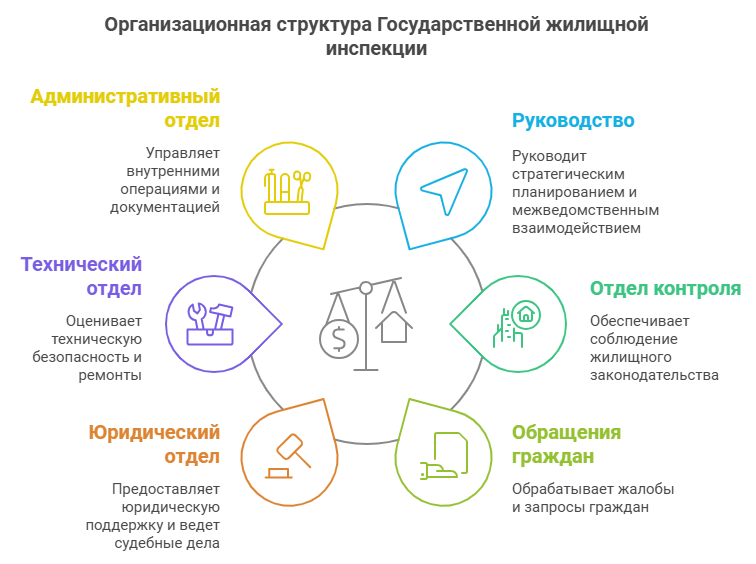 Организационная структура Государственной жилищной
инспекции
Административный
отдел
Управляет
внутренними
операциями и
документацией
Руководство
Руководит
стратегическим
планированием и
межведомственным
взаимодействием
Технический
отдел
Оценивает
техническую
безопасность и
ремонты
Отдел контроля
Обеспечивает
соблюдение
жилищного
законодательства
Юридический
отдел
Предоставляет
юридическую
поддержку и ведет
судебные дела
Обращения
граждан
Обрабатывает жалобы
и запросы граждан
$